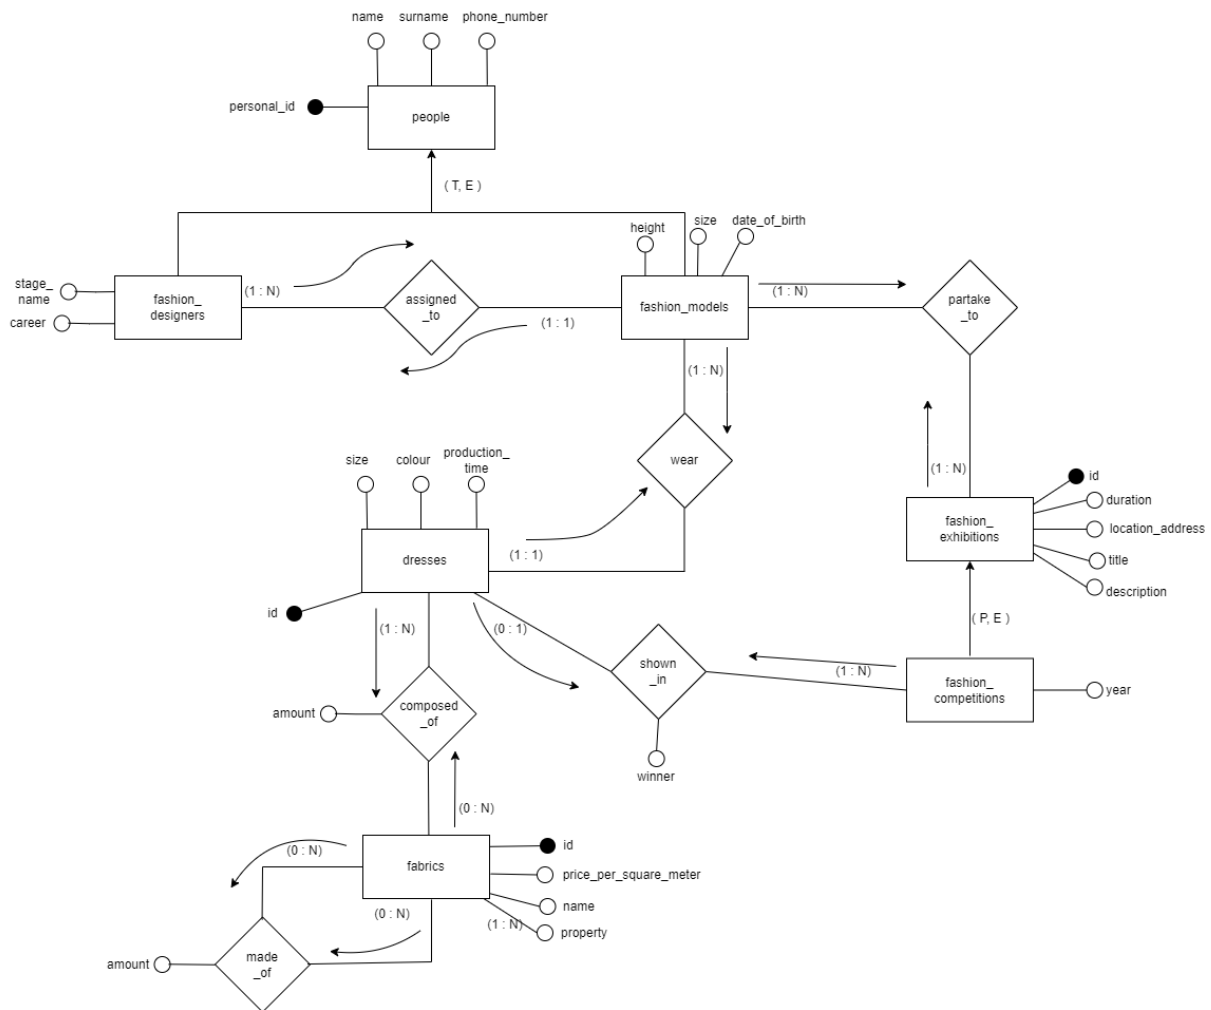 name
surname
phone_number
personal_id
people
( T, E )
height
size
date_of_birth
stage_
name
career
fashion_
designers
(1 : N)
assigned
_to
(1 : 1)
fashion_models
(1 : N)
partake
_to
(1 : N)
wear
size
colour
production_
time
(1 : N)
id
duration
location_address
title
description
fashion_
exhibitions
dresses
(1 : 1)
id
(1 : N)
(0 : 1)
( P, E )
shown
_in
(1 : N)
fashion_
competitions
year
amount
composed
_of
winner
(0 : N)
(0 : N)
fabrics
id
price_per_square_meter
name
(0 : N)
(1 : N)
property
amount
made
_of